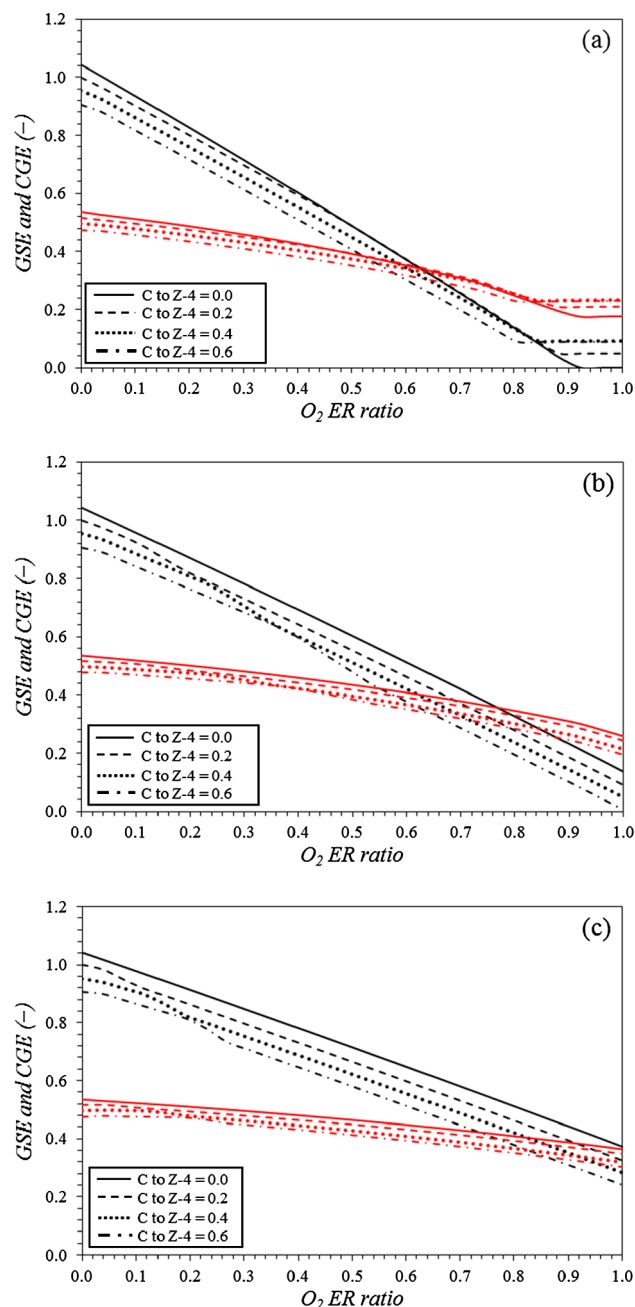 (a)
1.2
1.0
0.8
0.6
0.4
0.2
0.0
GSE and CGE (−)
C to Z-4 = 0.0
C to Z-4 = 0.2
C to Z-4 = 0.4
C to Z-4 = 0.6
0.0 0.1 0.2 0.3 0.4 0.5 0.6 0.7 0.8 0.9 1.0
O₂ ER ratio
(b)
1.2
1.0
0.8
0.6
0.4
0.2
0.0
GSE and CGE (−)
C to Z-4 = 0.0
C to Z-4 = 0.2
C to Z-4 = 0.4
C to Z-4 = 0.6
0.0 0.1 0.2 0.3 0.4 0.5 0.6 0.7 0.8 0.9 1.0
O₂ ER ratio
(c)
1.2
1.0
0.8
0.6
0.4
0.2
0.0
GSE and CGE (−)
C to Z-4 = 0.0
C to Z-4 = 0.2
C to Z-4 = 0.4
C to Z-4 = 0.6
0.0 0.1 0.2 0.3 0.4 0.5 0.6 0.7 0.8 0.9 1.0
O₂ ER ratio